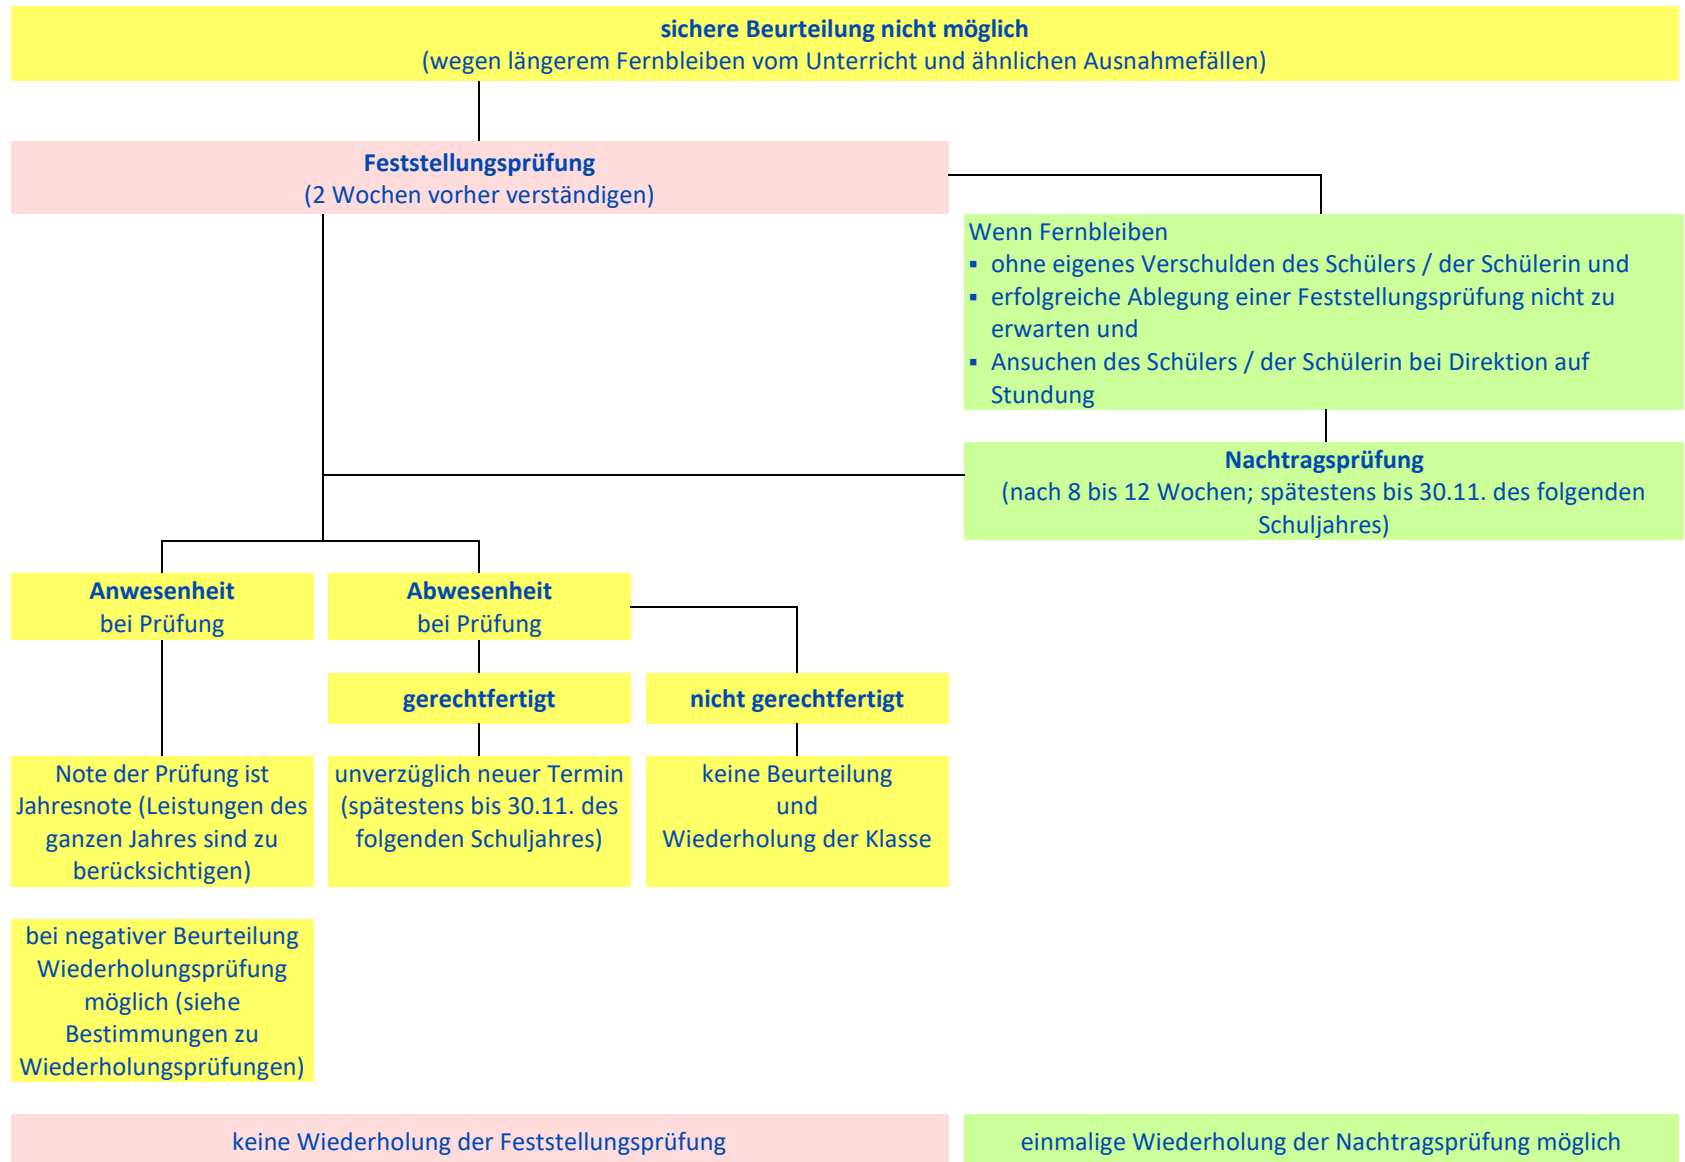 sichere Beurteilung nicht möglich
(wegen längerem Fernbleiben vom Unterricht und ähnlichen Ausnahmefällen)
Feststellungsprüfung
(2 Wochen vorher verständigen)
Wenn Fernbleiben
▪ ohne eigenes Verschulden des Schülers / der Schülerin und
▪ erfolgreiche Ablegung einer Feststellungsprüfung nicht zu
erwarten und
▪ Ansuchen des Schülers / der Schülerin bei Direktion auf
Stundung
Nachtragsprüfung
(nach 8 bis 12 Wochen; spätestens bis 30.11. des folgenden
Schuljahres)
Anwesenheit
bei Prüfung
Abwesenheit
bei Prüfung
gerechtfertigt
nicht gerechtfertigt
Note der Prüfung ist
Jahresnote (Leistungen des
ganzen Jahres sind zu
berücksichtigen)
unverzüglich neuer Termin
(spätestens bis 30.11. des
folgenden Schuljahres)
keine Beurteilung
und
Wiederholung der Klasse
bei negativer Beurteilung
Wiederholungsprüfung
möglich (siehe
Bestimmungen zu
Wiederholungsprüfungen)
keine Wiederholung der Feststellungsprüfung
einmalige Wiederholung der Nachtragsprüfung möglich